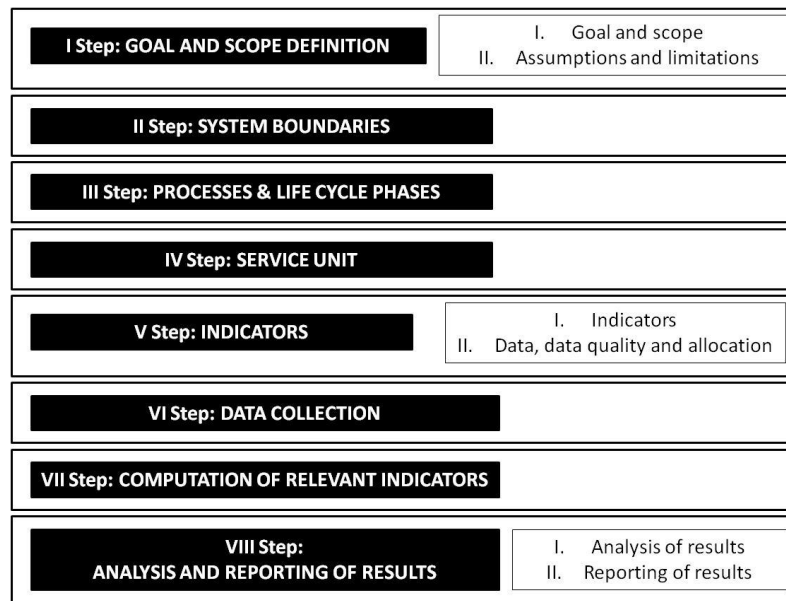 I Step: GOAL AND SCOPE DEFINITION
I. Goal and scope
II. Assumptions and limitations
II Step: SYSTEM BOUNDARIES
III Step: PROCESSES & LIFE CYCLE PHASES
IV Step: SERVICE UNIT
V Step: INDICATORS
I. Indicators
II. Data, data quality and allocation
VI Step: DATA COLLECTION
VII Step: COMPUTATION OF RELEVANT INDICATORS
VIII Step:
ANALYSIS AND REPORTING OF RESULTS
I. Analysis of results
II. Reporting of results